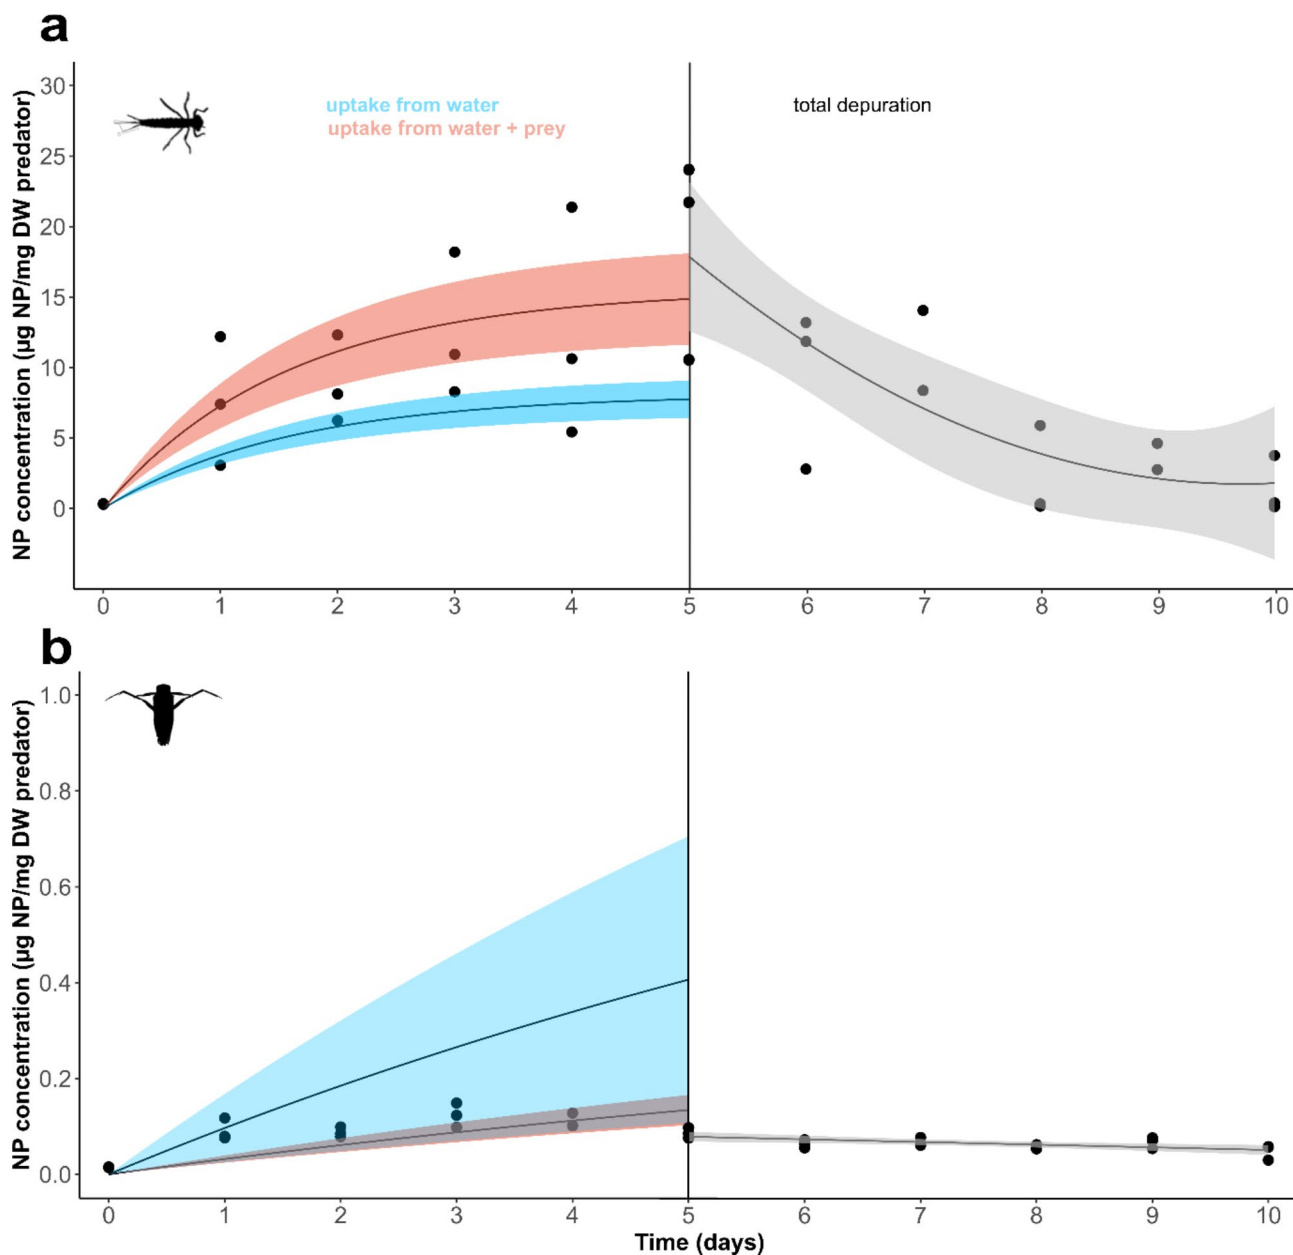 a
NP concentration (µg NP/mg DW predator)
30
25
20
15
10
5
0
uptake from water
uptake from water + prey
total depuration
0 1 2 3 4 5 6 7 8 9 10
b
NP concentration (µg NP/mg DW predator)
1.0
0.8
0.6
0.4
0.2
0.0
0 1 2 3 4 5 6 7 8 9 10
Time (days)